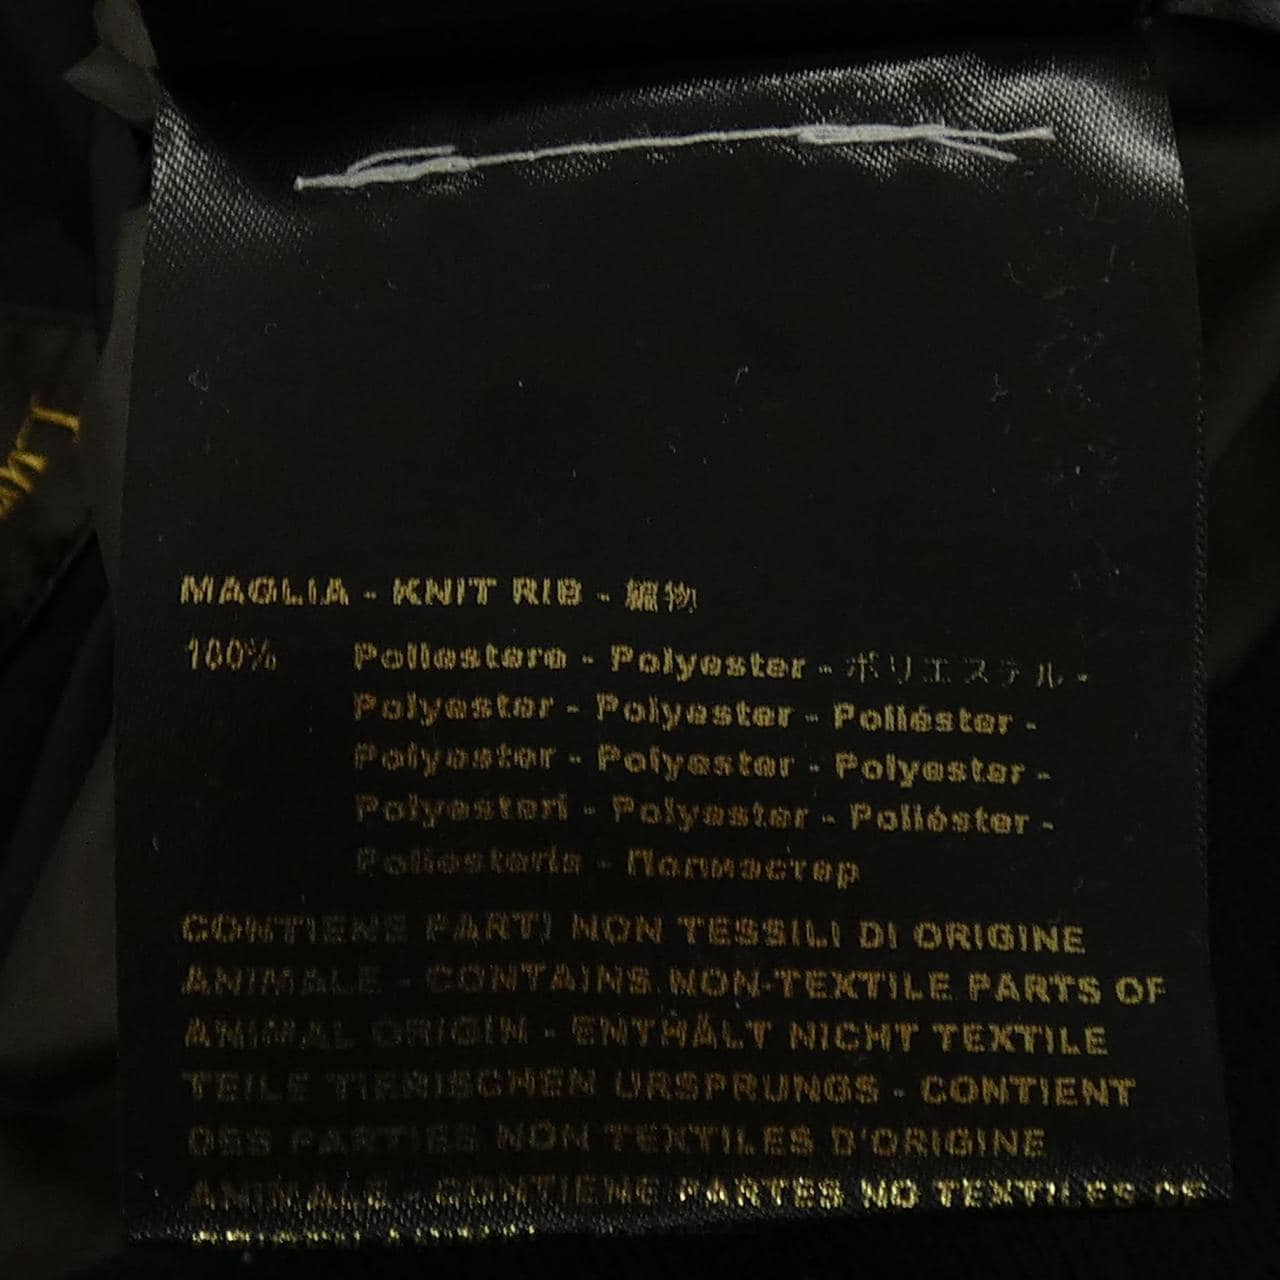 MAGLIA - KNIT RIB - 編物
100% Poliestere - Polyester - ポリエステル -
Polyester - Polyester - Poliéster -
Polyester - Polyester - Polyester -
Polyesteri - Polyester - Poliéster -
Poliesteris - Полиэстер
CONTIENE PARTI NON TESSILI DI ORIGINE
ANIMALE - CONTAINS NON-TEXTILE PARTS OF
ANIMAL ORIGIN - ENTHÄLT NICHT TEXTILE
TEILE TIERISCHEN URSPRUNGS - CONTIENT
DES PARTIES NON TEXTILES D'ORIGINE
ANIMALE - CONTIENE PARTES NO TEXTILES DE